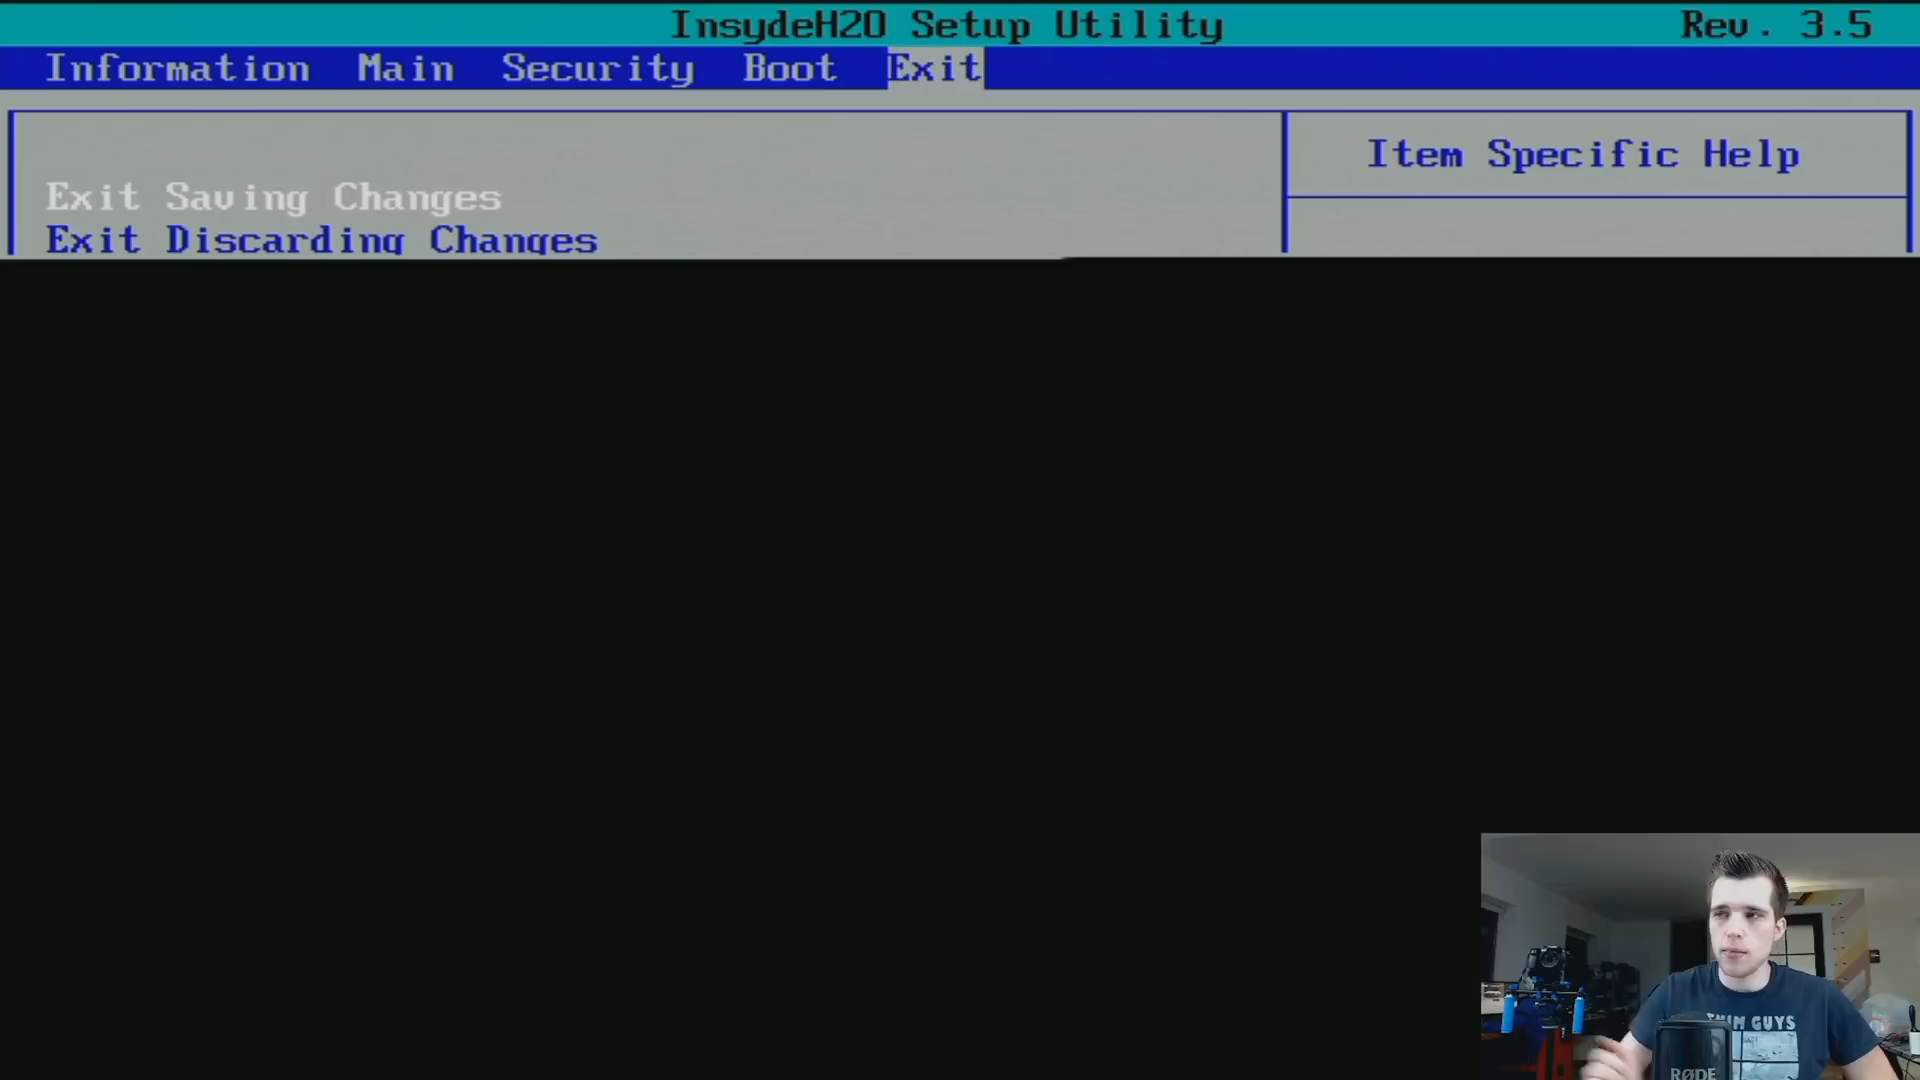 InsydeH2O Setup Utility Rev. 3.5
Information Main Security Boot Exit
Item Specific Help
Exit Saving Changes
Exit Discarding Changes
GUYS
RØDE